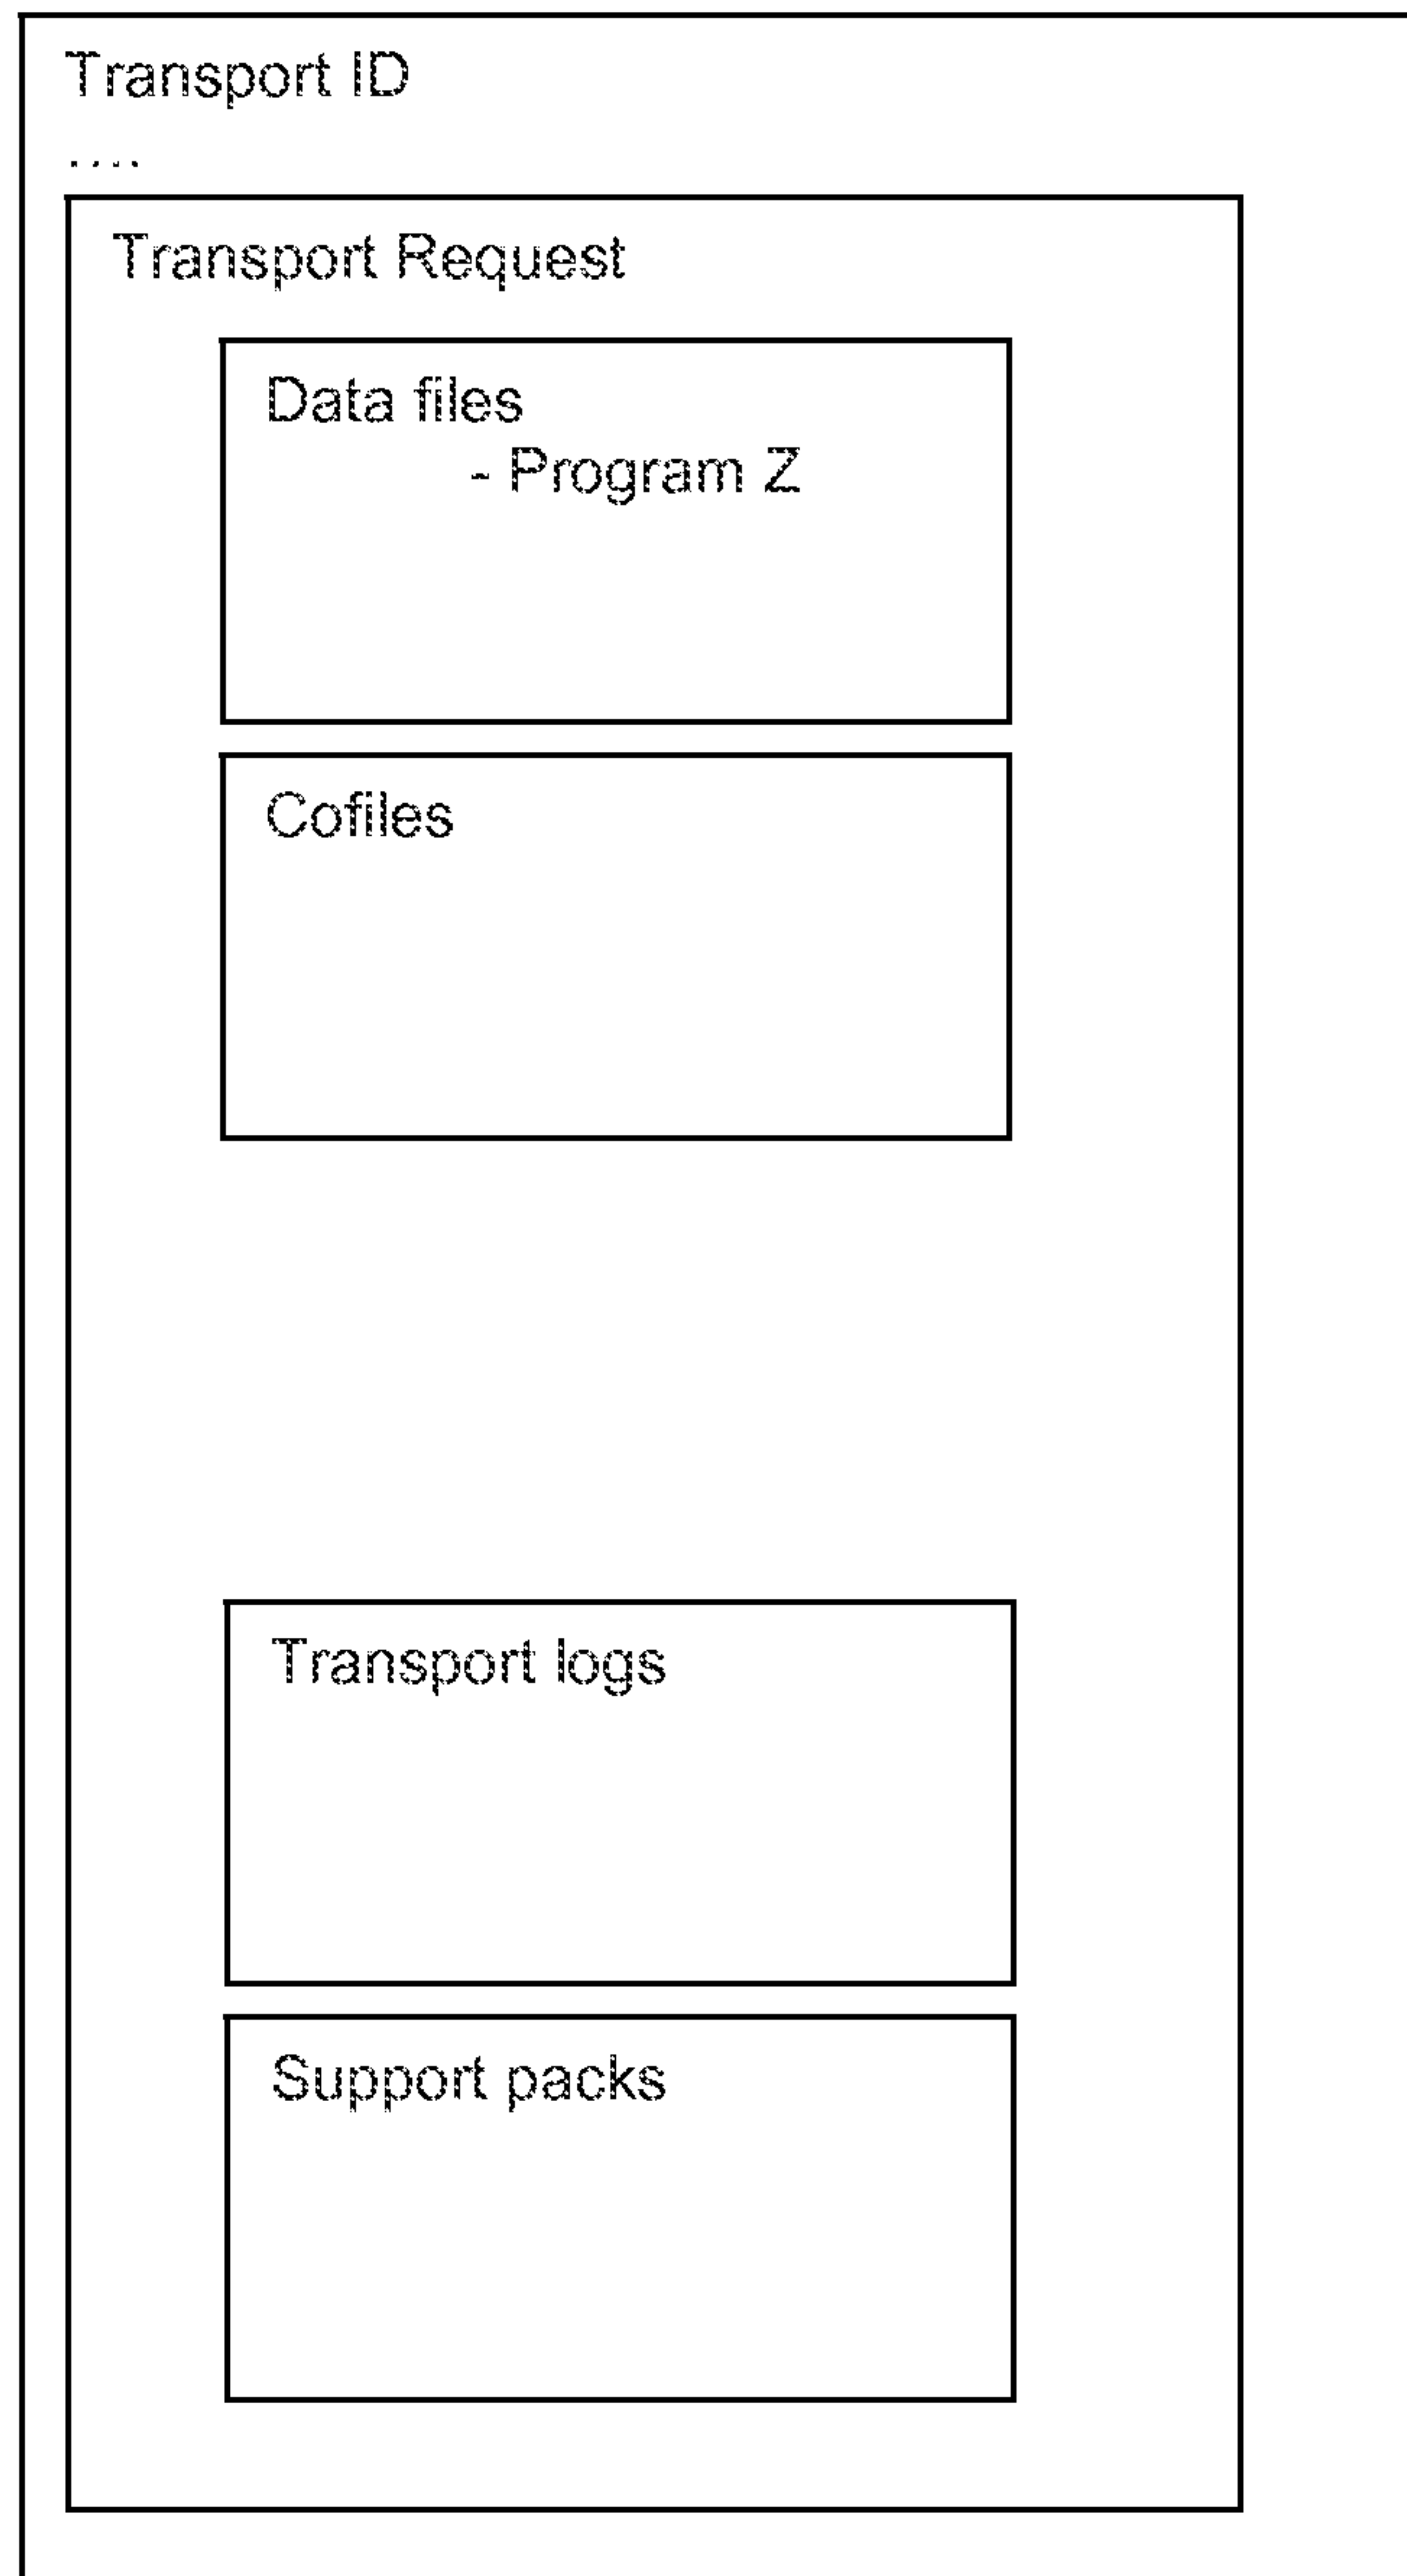 Transport ID
....
Transport Request
Data files
- Program Z
Cofiles
Transport logs
Support packs